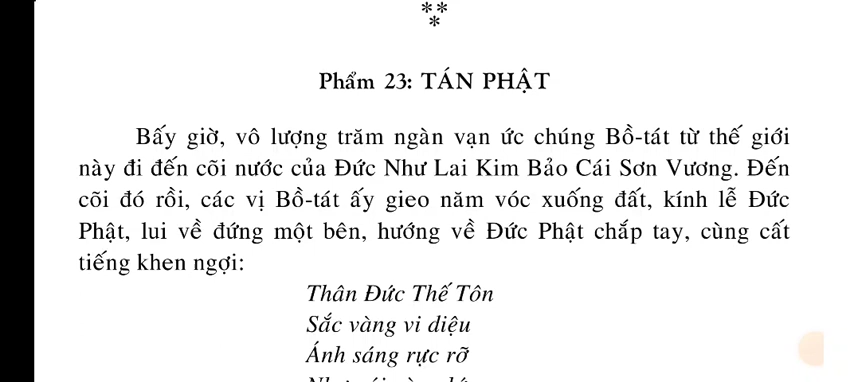 **
*
Phẩm 23: TÁN PHẬT
Bấy giờ, vô lượng trăm ngàn vạn ức chúng Bồ-tát từ thế giới
này đi đến cõi nước của Đức Như Lai Kim Bảo Cái Sơn Vương. Đến
cõi đó rồi, các vị Bồ-tát ấy gieo năm vóc xuống đất, kính lễ Đức
Phật, lui về đứng một bên, hướng về Đức Phật chắp tay, cùng cất
tiếng khen ngợi:
Thân Đức Thế Tôn
Sắc vàng vi diệu
Ánh sáng rực rỡ